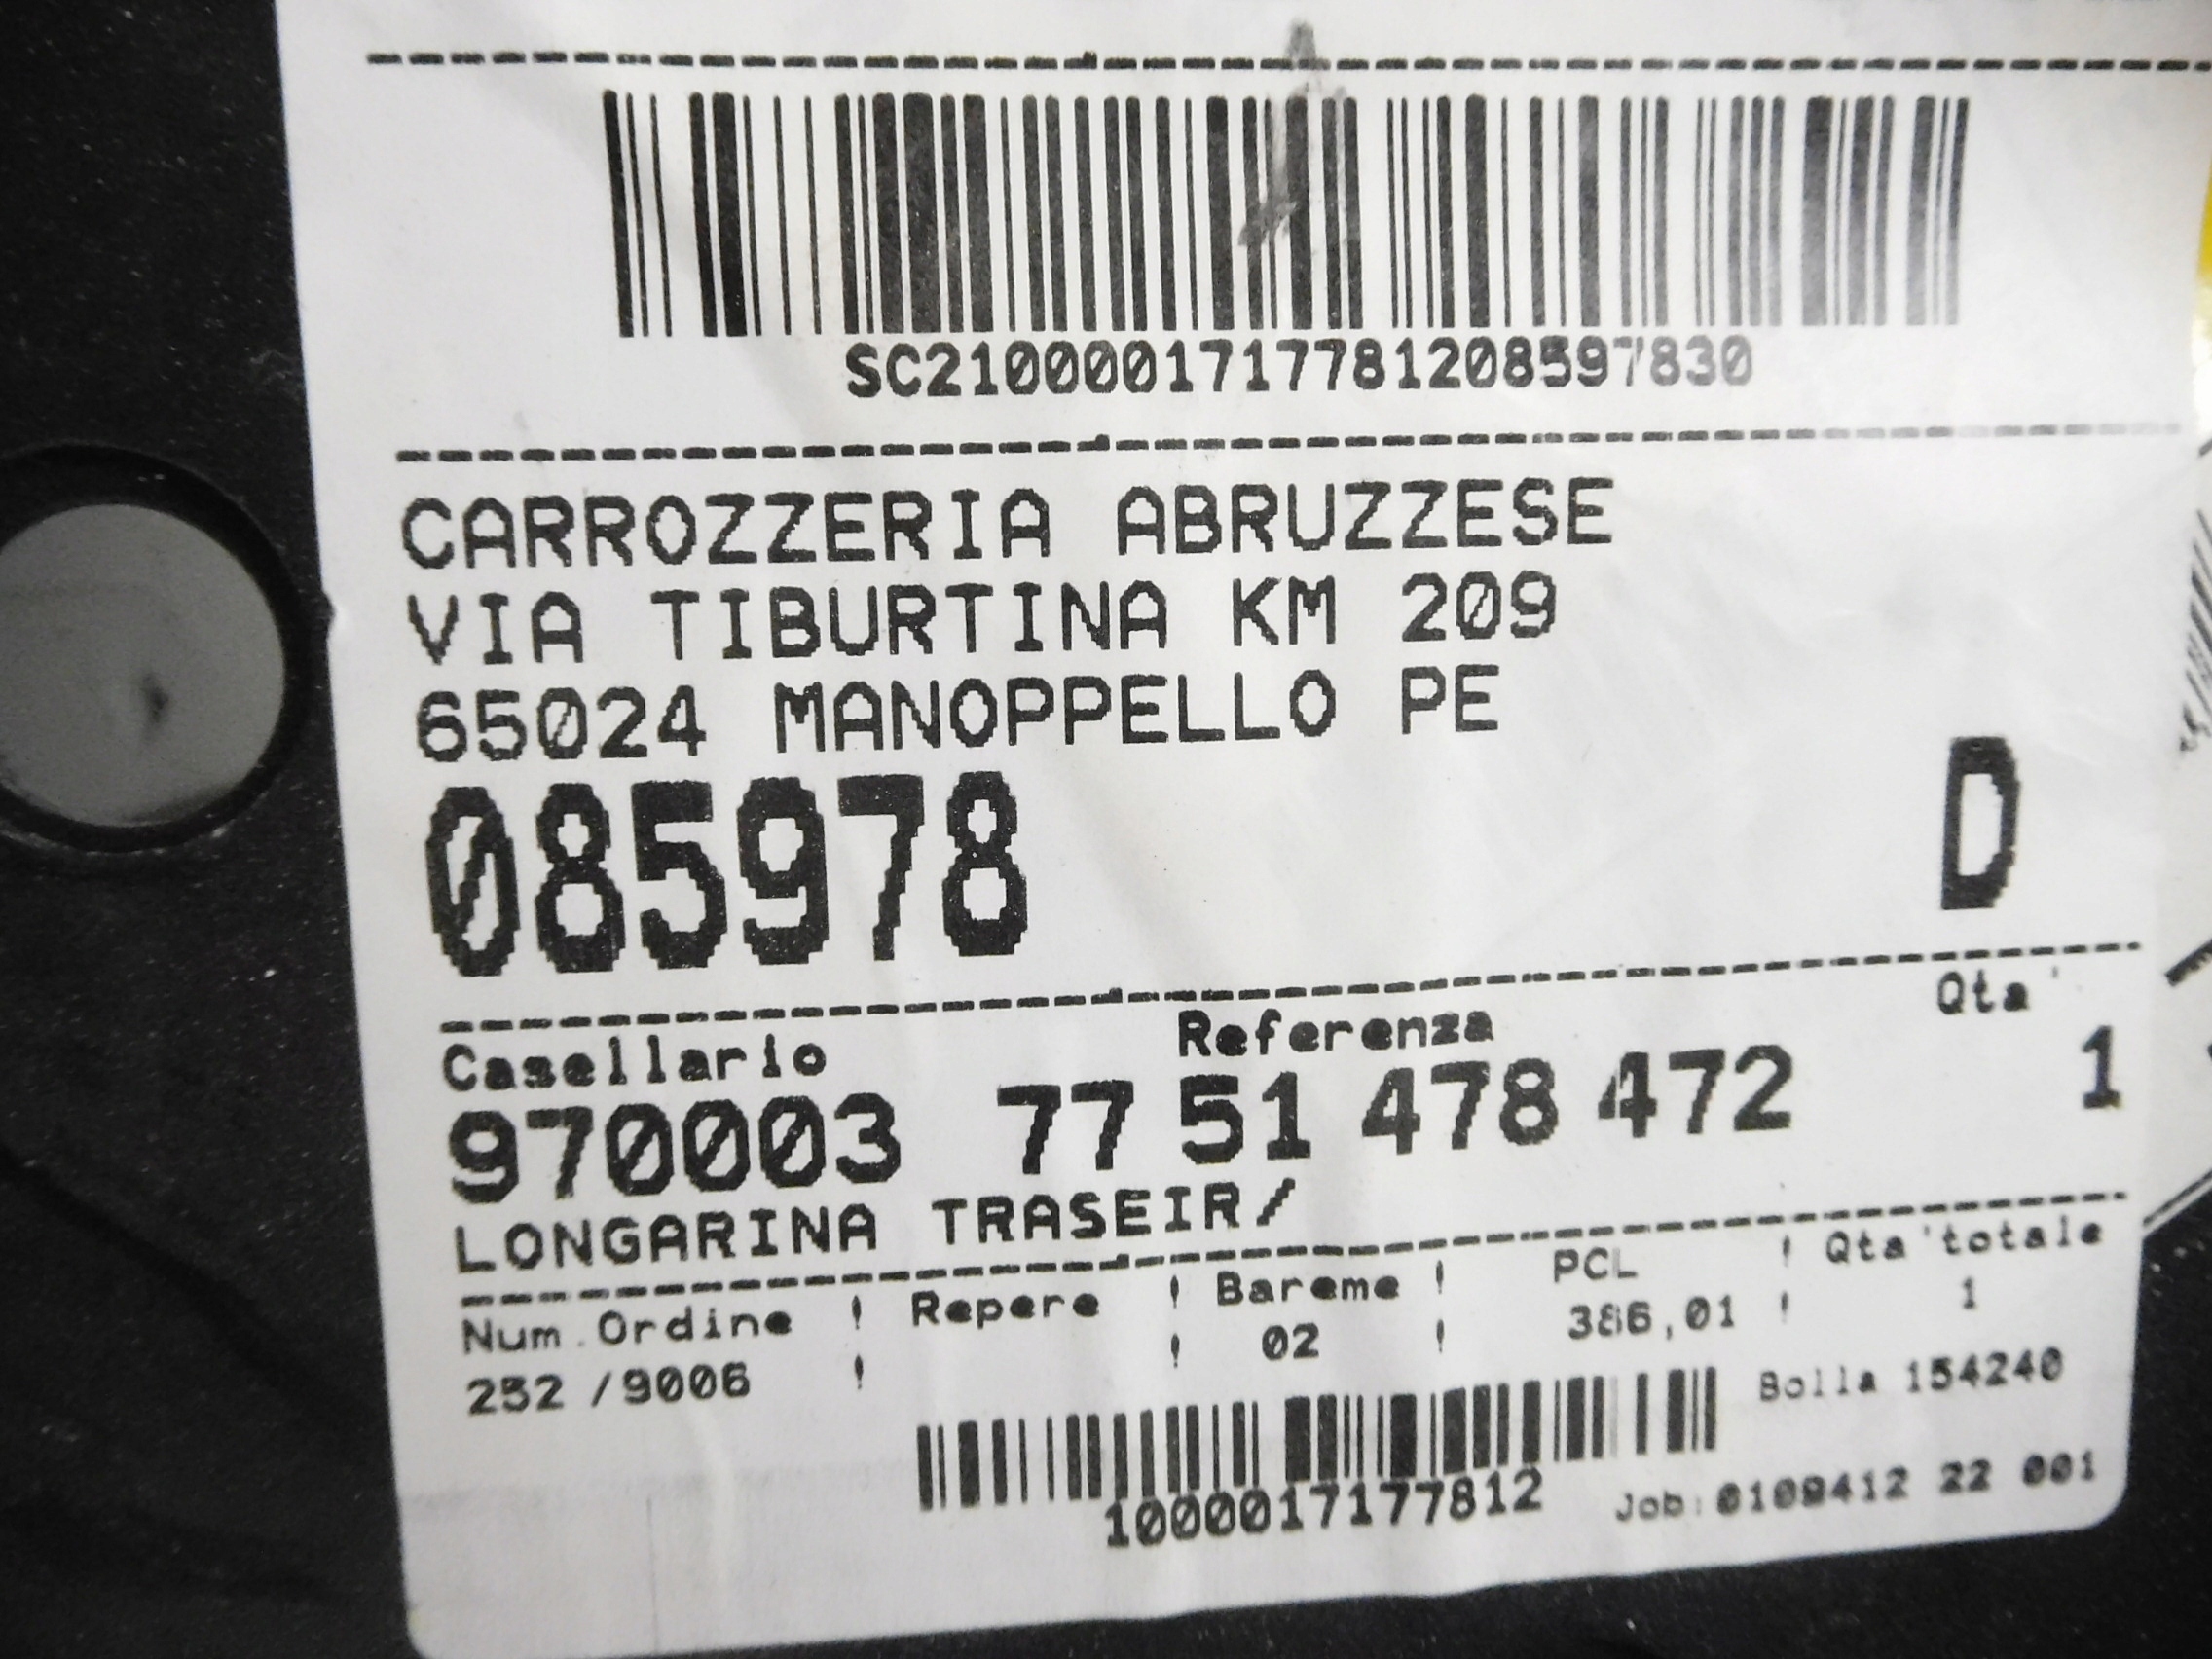 SC2100001717781208597830
CARROZZERIA ABRUZZESE
VIA TIBURTINA KM 209
65024 MANOPPELLO PE
085978 D
Casellario Referenza Qta'
970003 77 51 478 472 1
LONGARINA TRASEIR/
Num.Ordine ! Repere ! Bareme ! PCL ! Qta'totale
252 /9006 ! ! 02 ! 386,01 ! 1
Bolla 154240
1000017177812
Job:0109412 22 001